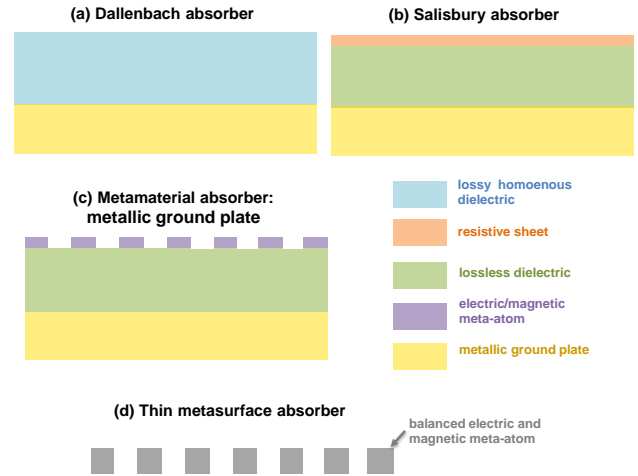 (a) Dallenbach absorber
(b) Salisbury absorber
(c) Metamaterial absorber:
metallic ground plate
lossy homoenous
dielectric
resistive sheet
lossless dielectric
electric/magnetic
meta-atom
metallic ground plate
(d) Thin metasurface absorber
balanced electric and
magnetic meta-atom